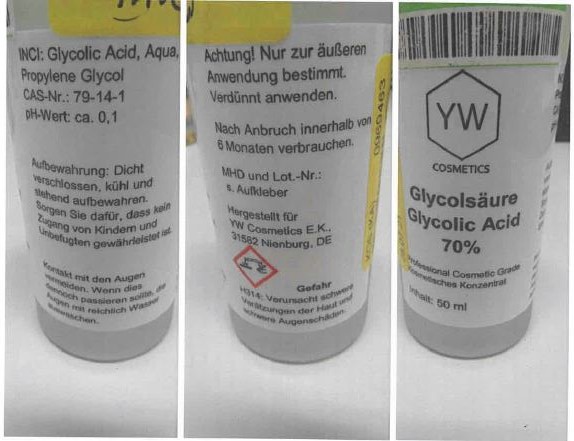 INCI: Glycolic Acid, Aqua,
Propylene Glycol
CAS-Nr.: 79-14-1
pH-Wert: ca. 0,1
Aufbewahrung: Dicht
verschlossen, kühl und
stehend aufbewahren.
Sorgen Sie dafür, dass kein
Zugang von Kindern und
Unbefugten gewährleistet ist.
Kontakt mit den Augen
vermeiden. Wenn dies
dennoch passieren sollte, die
Augen mit reichlich Wasser
auswaschen.
Achtung! Nur zur äußeren
Anwendung bestimmt.
Verdünnt anwenden.
Nach Anbruch innerhalb von
6 Monaten verbrauchen.
MHD und Lot.-Nr.:
s. Aufkleber
Hergestellt für
YW Cosmetics E.K.,
31582 Nienburg, DE
Gefahr
H314: Verursacht schwere
Verätzungen der Haut und
schwere Augenschäden.
YW
COSMETICS
Glycolsäure
Glycolic Acid
70%
Professional Cosmetic Grade
Kosmetisches Konzentrat
Inhalt: 50 ml